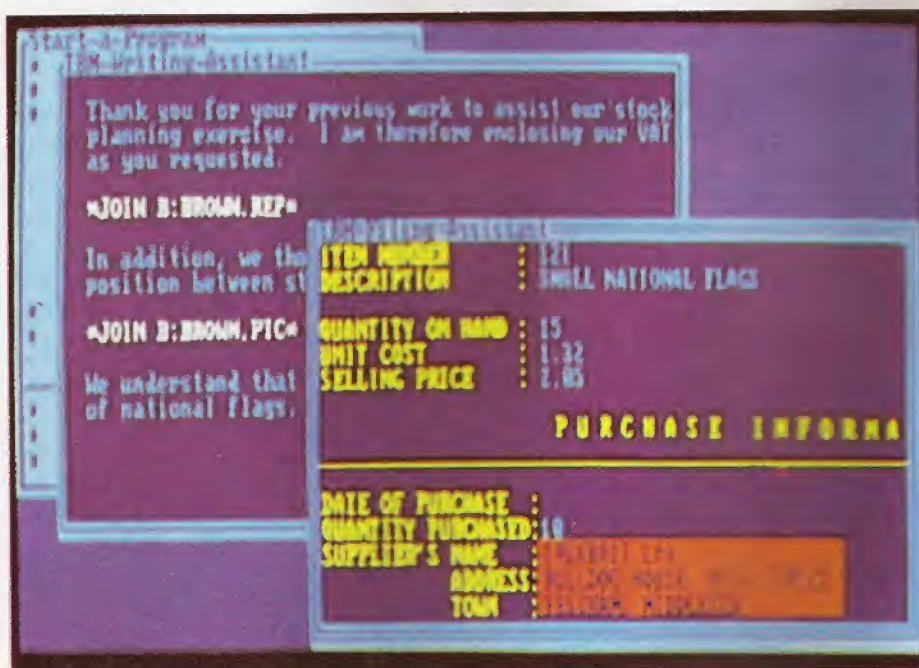 Start-a-Program
IBM-Writing-Assistant
Thank you for your previous work to assist our stock
planning exercise. I am therefore enclosing our VAT
as you requested.
*JOIN B:BROWN.REP*
In addition, we tho
position between st
*JOIN B:BROWN.PIC*
We understand that
of national flags.
Assistant
ITEM NUMBER : 121
DESCRIPTION : SMALL NATIONAL FLAGS
QUANTITY ON HAND : 15
UNIT COST : 1.32
SELLING PRICE : 2.05
PURCHASE INFORMA
DATE OF PURCHASE :
QUANTITY PURCHASED: 10
SUPPLIER'S NAME :
ADDRESS:
TOWN :